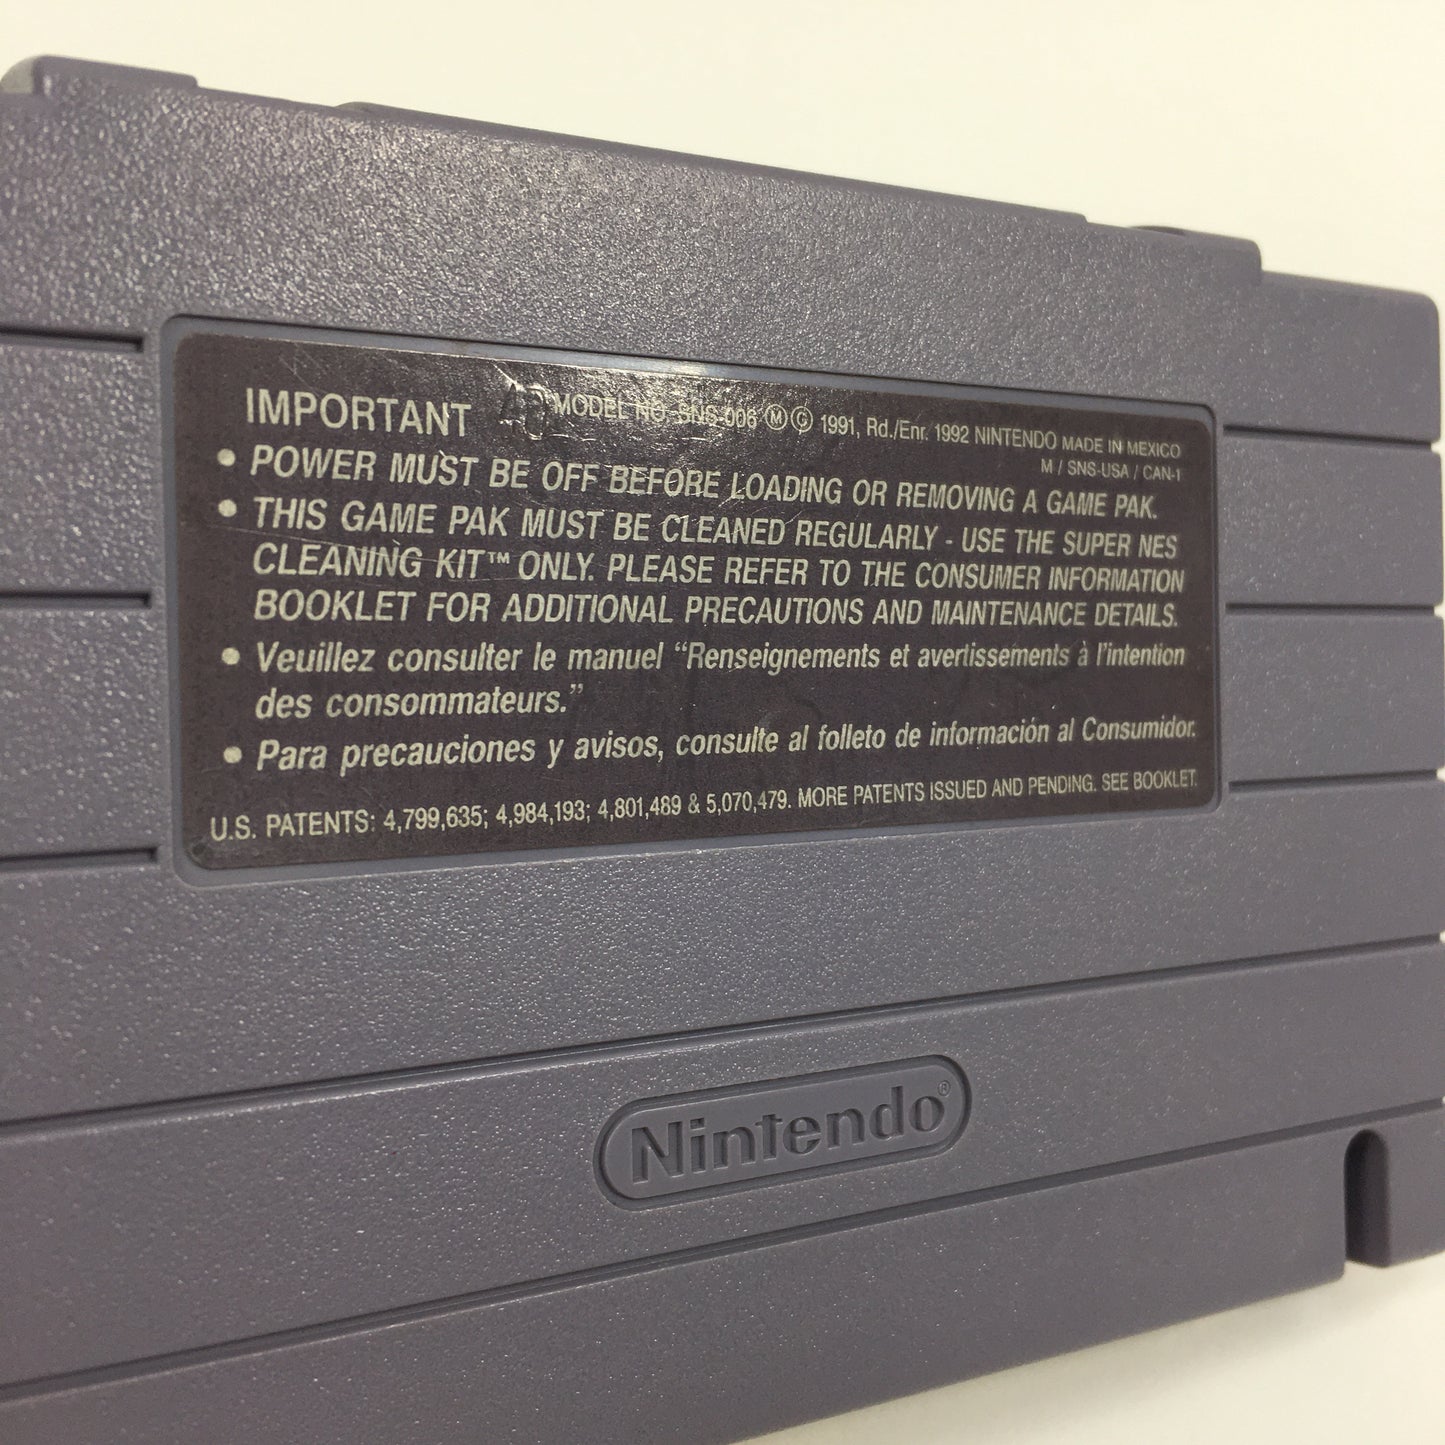 IMPORTANT 48 MODEL NO. SNS-006 Ⓜ © 1991, Rd./Enr. 1992 NINTENDO MADE IN MEXICO
M / SNS-USA / CAN-1
• POWER MUST BE OFF BEFORE LOADING OR REMOVING A GAME PAK.
• THIS GAME PAK MUST BE CLEANED REGULARLY - USE THE SUPER NES
CLEANING KIT™ ONLY. PLEASE REFER TO THE CONSUMER INFORMATION
BOOKLET FOR ADDITIONAL PRECAUTIONS AND MAINTENANCE DETAILS.
• Veuillez consulter le manuel “Renseignements et avertissements à l’intention
des consommateurs.”
• Para precauciones y avisos, consulte al folleto de información al Consumidor.
U.S. PATENTS: 4,799,635; 4,984,193; 4,801,489 & 5,070,479. MORE PATENTS ISSUED AND PENDING. SEE BOOKLET.
Nintendo®